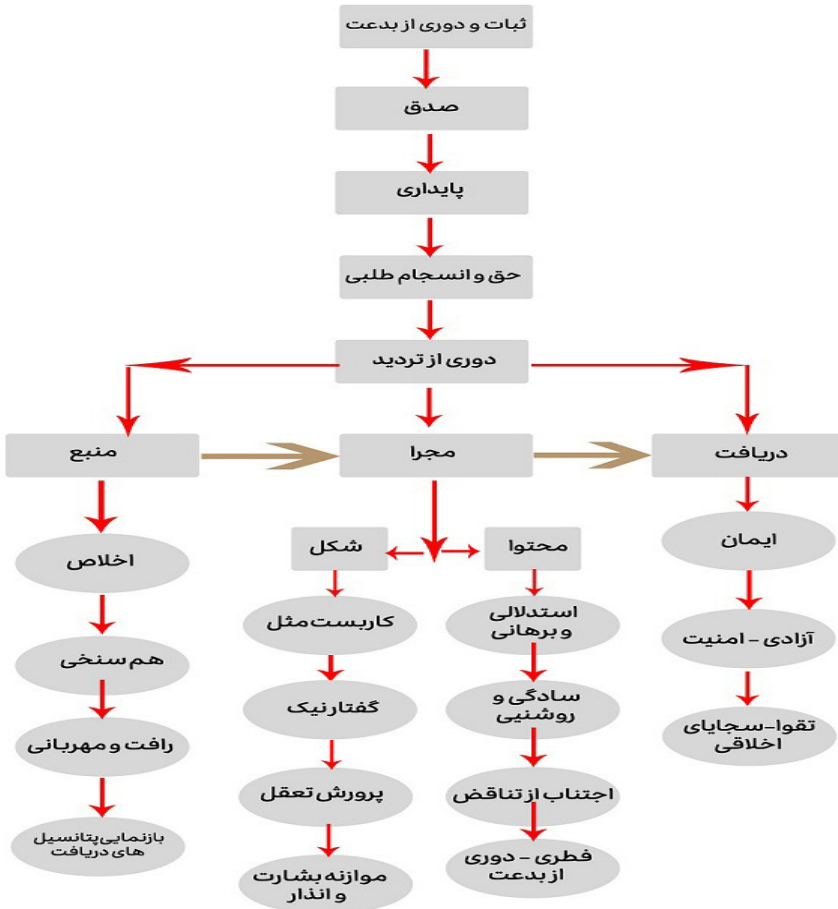 ثبات و دوری از بدعت
صدق
پایداری
حق و انسجام طلبی
دوری از تردید
دریافت
مجرا
منبع
ایمان
آزادی - امنیت
تقوا-سجایای
اخلاقی
محتوا
استدلالی
و برهانی
سادگی و
روشنیی
اجتناب از تناقض
فطری - دوری
از بدعت
شکل
کاربست مثل
گفتار نیک
پرورش تعقل
موازنه بشارت
و انذار
اخلاص
هم سنخی
رافت و مهربانی
بازنمایی پتانسیل
های دریافت